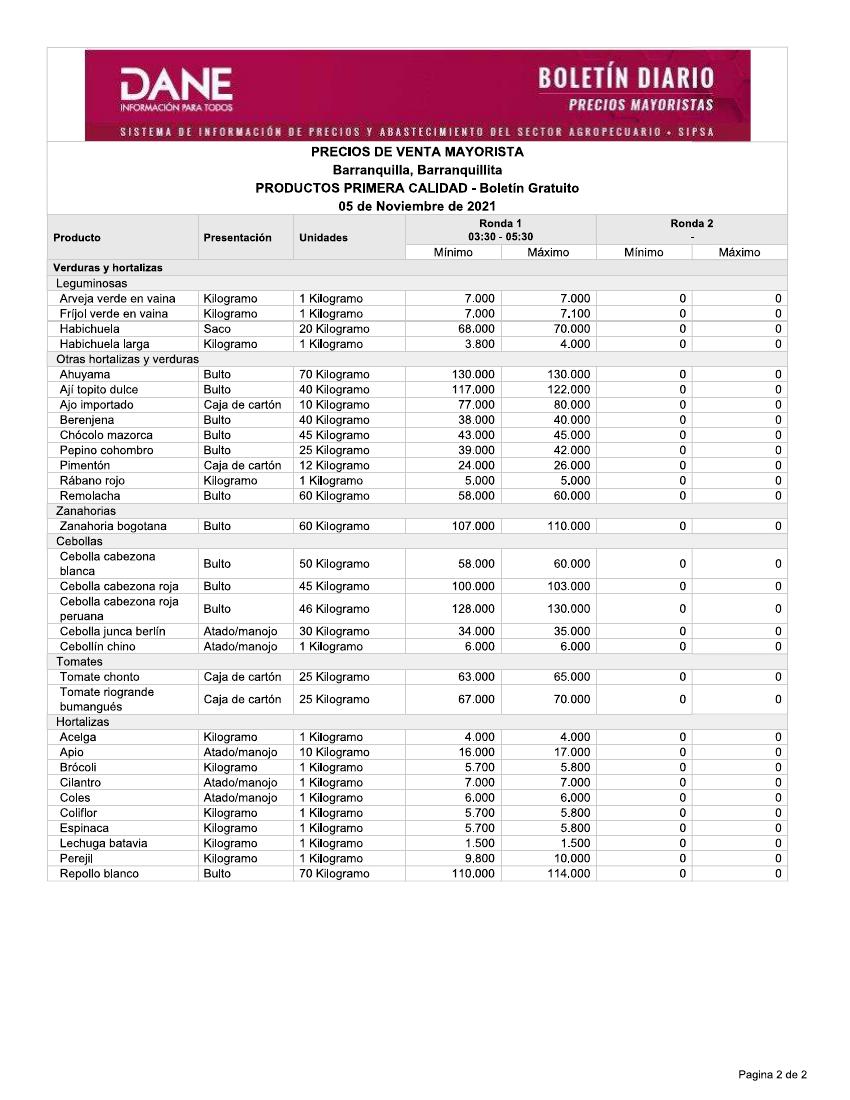 DANE
INFORMACIÓN PARA TODOS
BOLETÍN DIARIO
PRECIOS MAYORISTAS
SISTEMA DE INFORMACIÓN DE PRECIOS Y ABASTECIMIENTO DEL SECTOR AGROPECUARIO • SIPSA
PRECIOS DE VENTA MAYORISTA
Barranquilla, Barranquillita
PRODUCTOS PRIMERA CALIDAD - Boletín Gratuito
05 de Noviembre de 2021
Producto Presentación Unidades Ronda 1 Ronda 2
03:30 - 05:30 -
Mínimo Máximo Mínimo Máximo
Verduras y hortalizas
Leguminosas
Arveja verde en vaina Kilogramo 1 Kilogramo 7.000 7.000 0 0
Fríjol verde en vaina Kilogramo 1 Kilogramo 7.000 7.100 0 0
Habichuela Saco 20 Kilogramo 68.000 70.000 0 0
Habichuela larga Kilogramo 1 Kilogramo 3.800 4.000 0 0
Otras hortalizas y verduras
Ahuyama Bulto 70 Kilogramo 130.000 130.000 0 0
Ají topito dulce Bulto 40 Kilogramo 117.000 122.000 0 0
Ajo importado Caja de cartón 10 Kilogramo 77.000 80.000 0 0
Berenjena Bulto 40 Kilogramo 38.000 40.000 0 0
Chócolo mazorca Bulto 45 Kilogramo 43.000 45.000 0 0
Pepino cohombro Bulto 25 Kilogramo 39.000 42.000 0 0
Pimentón Caja de cartón 12 Kilogramo 24.000 26.000 0 0
Rábano rojo Kilogramo 1 Kilogramo 5.000 5.000 0 0
Remolacha Bulto 60 Kilogramo 58.000 60.000 0 0
Zanahorias
Zanahoria bogotana Bulto 60 Kilogramo 107.000 110.000 0 0
Cebollas
Cebolla cabezona
blanca Bulto 50 Kilogramo 58.000 60.000 0 0
Cebolla cabezona roja Bulto 45 Kilogramo 100.000 103.000 0 0
Cebolla cabezona roja
peruana Bulto 46 Kilogramo 128.000 130.000 0 0
Cebolla junca berlín Atado/manojo 30 Kilogramo 34.000 35.000 0 0
Cebollín chino Atado/manojo 1 Kilogramo 6.000 6.000 0 0
Tomates
Tomate chonto Caja de cartón 25 Kilogramo 63.000 65.000 0 0
Tomate riogrande
bumangués Caja de cartón 25 Kilogramo 67.000 70.000 0 0
Hortalizas
Acelga Kilogramo 1 Kilogramo 4.000 4.000 0 0
Apio Atado/manojo 10 Kilogramo 16.000 17.000 0 0
Brócoli Kilogramo 1 Kilogramo 5.700 5.800 0 0
Cilantro Atado/manojo 1 Kilogramo 7.000 7.000 0 0
Coles Atado/manojo 1 Kilogramo 6.000 6.000 0 0
Coliflor Kilogramo 1 Kilogramo 5.700 5.800 0 0
Espinaca Kilogramo 1 Kilogramo 5.700 5.800 0 0
Lechuga batavia Kilogramo 1 Kilogramo 1.500 1.500 0 0
Perejil Kilogramo 1 Kilogramo 9.800 10.000 0 0
Repollo blanco Bulto 70 Kilogramo 110.000 114.000 0 0
Pagina 2 de 2